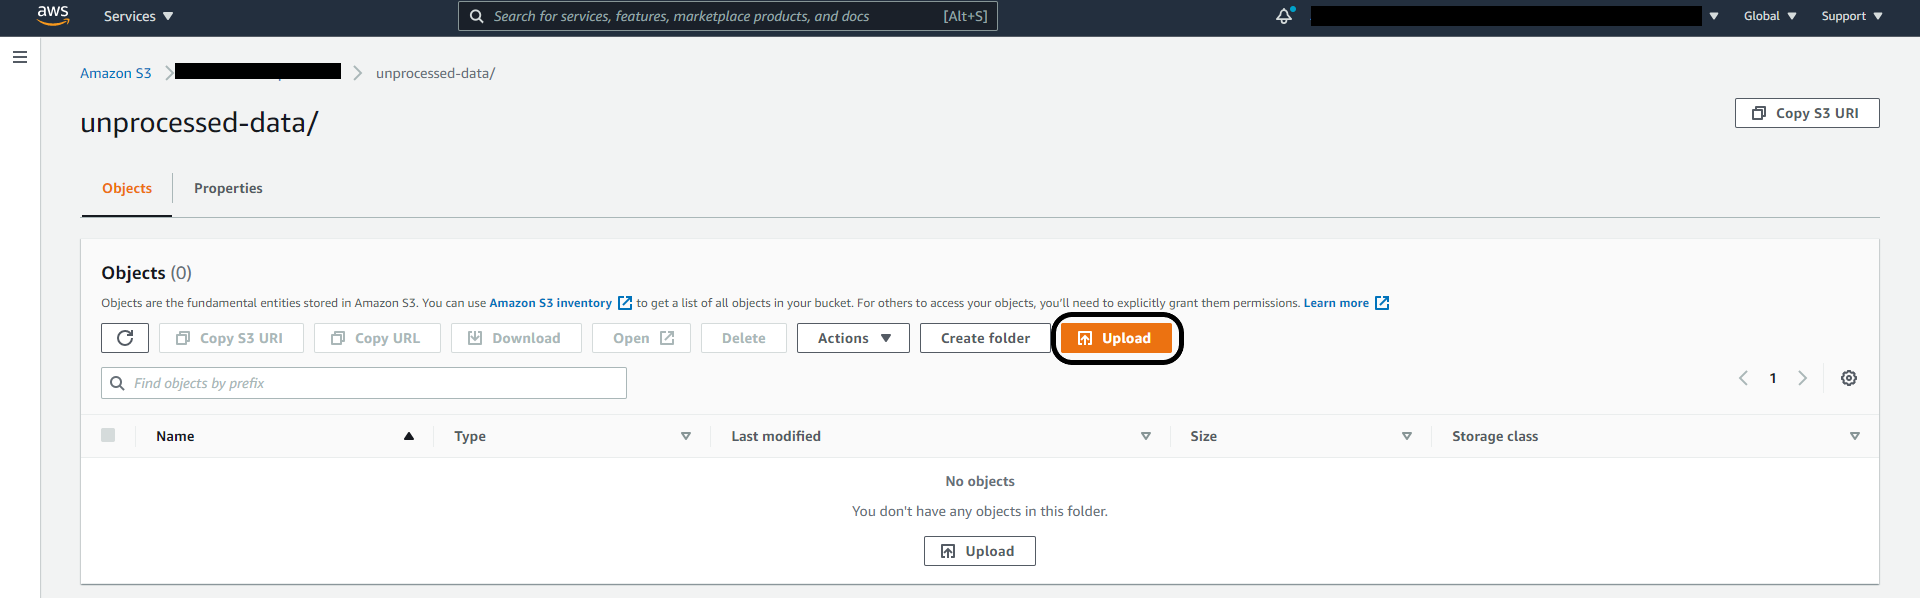 aws Services Search for services, features, marketplace products, and docs [Alt+S] Global Support
Amazon S3 unprocessed-data/
unprocessed-data/
Copy S3 URI
Objects Properties
Objects (0)
Objects are the fundamental entities stored in Amazon S3. You can use Amazon S3 inventory to get a list of all objects in your bucket. For others to access your objects, you'll need to explicitly grant them permissions. Learn more
Copy S3 URI Copy URL Download Open Delete Actions Create folder Upload
Find objects by prefix
1
Name Type Last modified Size Storage class
No objects
You don't have any objects in this folder.
Upload